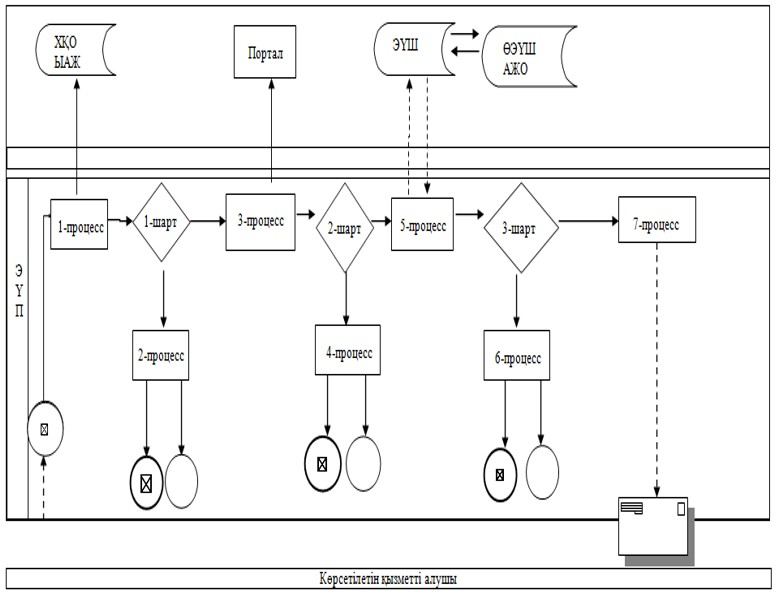 ХҚО
ЫАЖ
Портал
ЭҮШ
ӨЭҮШ
АЖО
1-процесс
1-шарт
3-процесс
2-шарт
5-процесс
3-шарт
7-процесс
Э
Ү
П
2-процесс
4-процесс
6-процесс
Көрсетілетін қызметті алушы